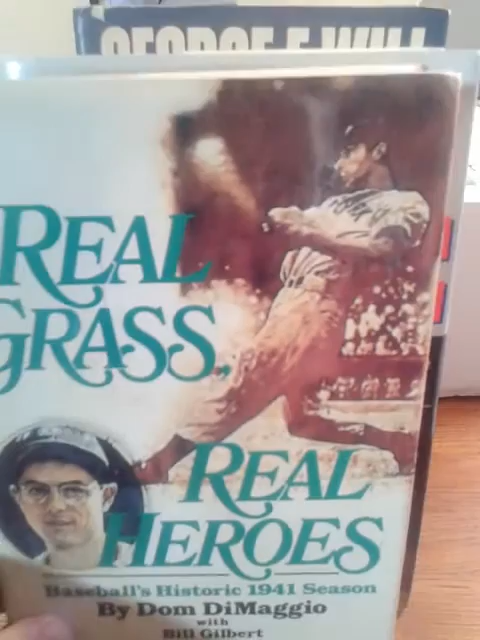 GEORGE F WILL
REAL
GRASS,
REAL
HEROES
Baseball's Historic 1941 Season
By Dom DiMaggio
with
Bill Gilbert